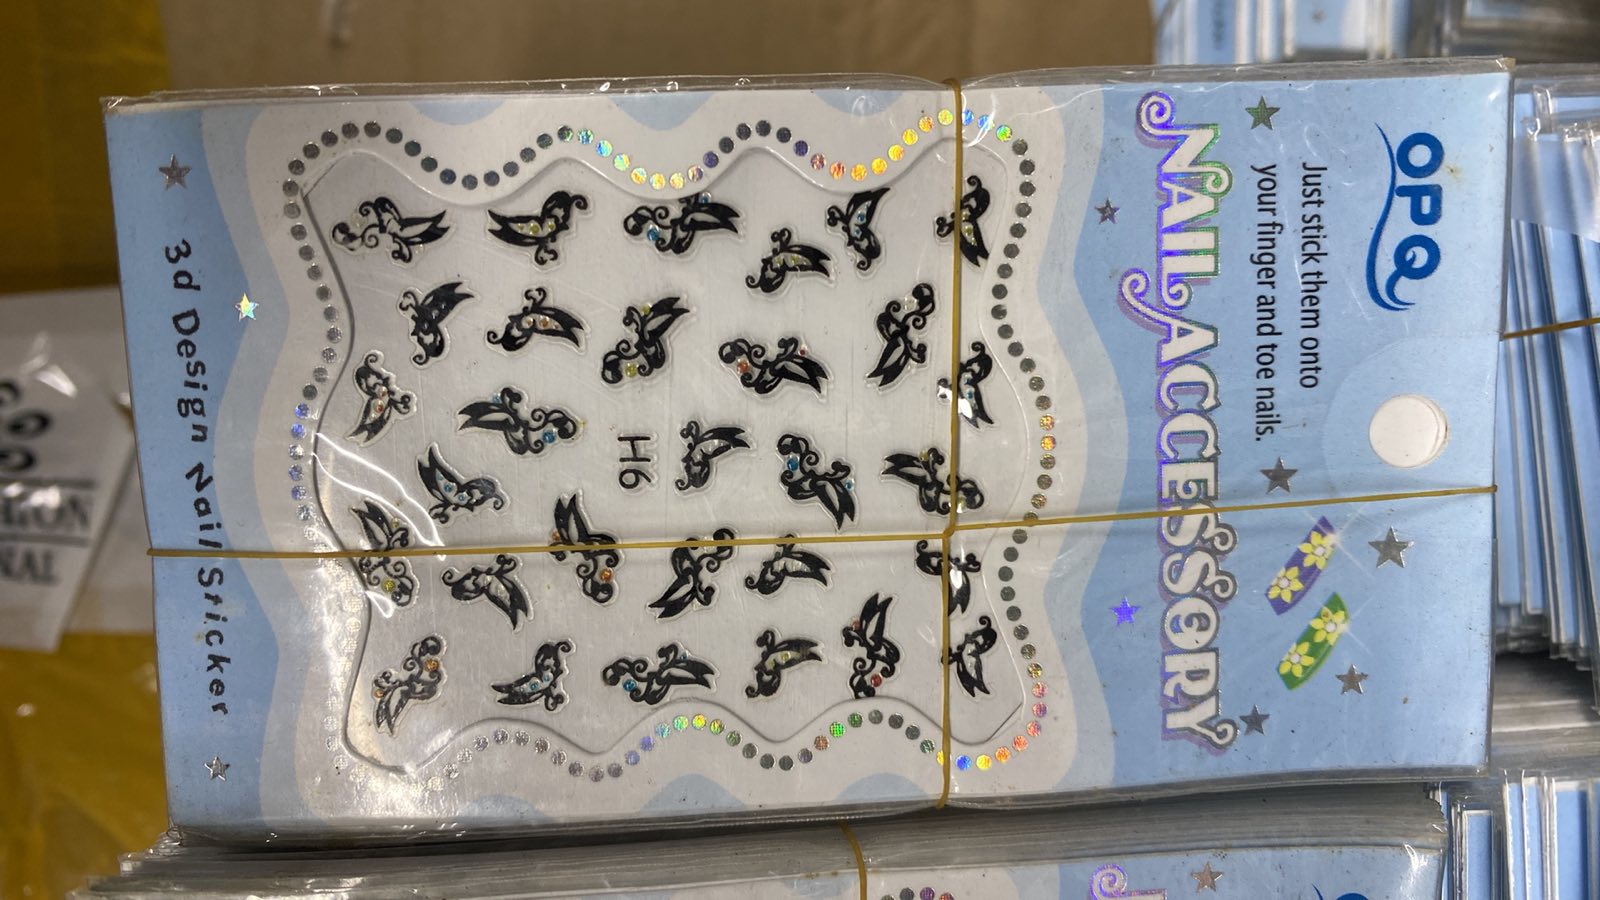 OPQ
Just stick them onto
your finger and toe nails.
NAIL ACCESSORY
H6
3d Design Nail Sticker